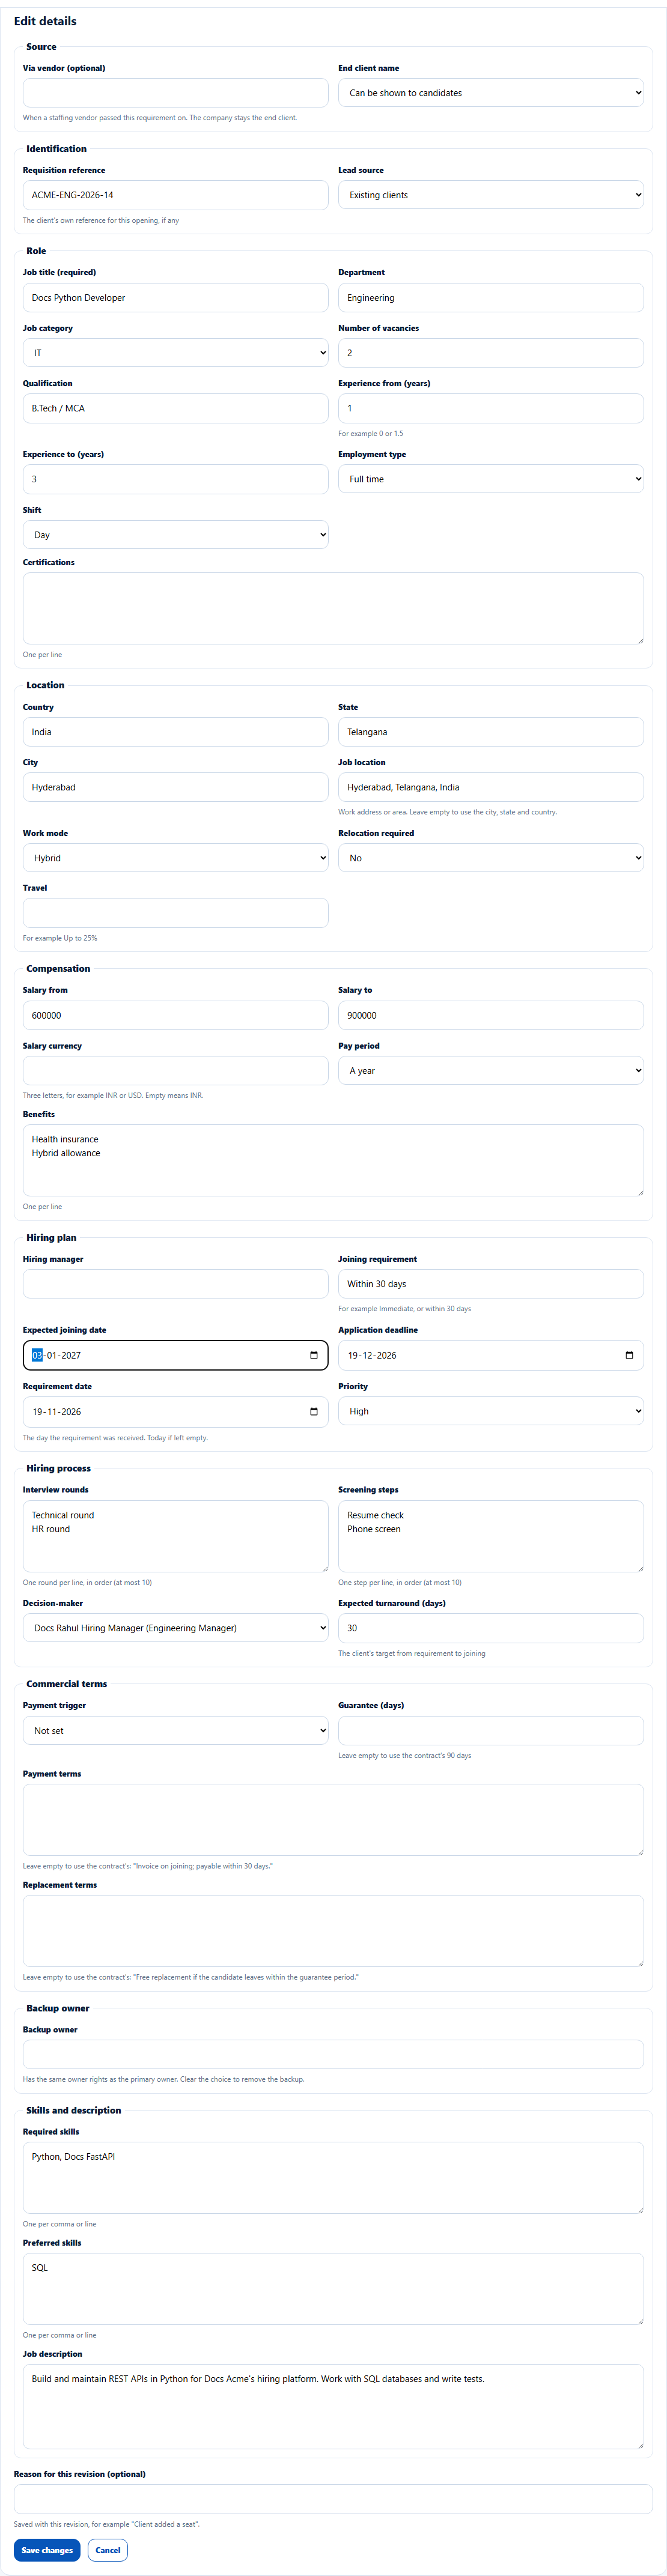 Edit details
Source
Via vendor (optional)
End client name
Can be shown to candidates
When a staffing vendor passed this requirement on. The company stays the end client.
Identification
Requisition reference
Lead source
ACME-ENG-2026-14
Existing clients
The client's own reference for this opening, if any
Role
Job title (required)
Department
Docs Python Developer
Engineering
Job category
Number of vacancies
IT
2
Qualification
Experience from (years)
B.Tech / MCA
1
For example 0 or 1.5
Experience to (years)
Employment type
3
Full time
Shift
Day
Certifications
One per line
Location
Country
State
India
Telangana
City
Job location
Hyderabad
Hyderabad, Telangana, India
Work address or area. Leave empty to use the city, state and country.
Work mode
Relocation required
Hybrid
No
Travel
For example Up to 25%
Compensation
Salary from
Salary to
600000
900000
Salary currency
Pay period
A year
Three letters, for example INR or USD. Empty means INR.
Benefits
Health insurance
Hybrid allowance
One per line
Hiring plan
Hiring manager
Joining requirement
Within 30 days
For example Immediate, or within 30 days
Expected joining date
Application deadline
03-01-2027
19-12-2026
Requirement date
Priority
19-11-2026
High
The day the requirement was received. Today if left empty.
Hiring process
Interview rounds
Screening steps
Technical round
HR round
Resume check
Phone screen
One round per line, in order (at most 10)
One step per line, in order (at most 10)
Decision-maker
Expected turnaround (days)
Docs Rahul Hiring Manager (Engineering Manager)
30
The client's target from requirement to joining
Commercial terms
Payment trigger
Guarantee (days)
Not set
Leave empty to use the contract's 90 days
Payment terms
Leave empty to use the contract's: "Invoice on joining; payable within 30 days."
Replacement terms
Leave empty to use the contract's: "Free replacement if the candidate leaves within the guarantee period."
Backup owner
Backup owner
Has the same owner rights as the primary owner. Clear the choice to remove the backup.
Skills and description
Required skills
Python, Docs FastAPI
One per comma or line
Preferred skills
SQL
One per comma or line
Job description
Build and maintain REST APIs in Python for Docs Acme's hiring platform. Work with SQL databases and write tests.
Reason for this revision (optional)
Saved with this revision, for example "Client added a seat".
Save changes
Cancel